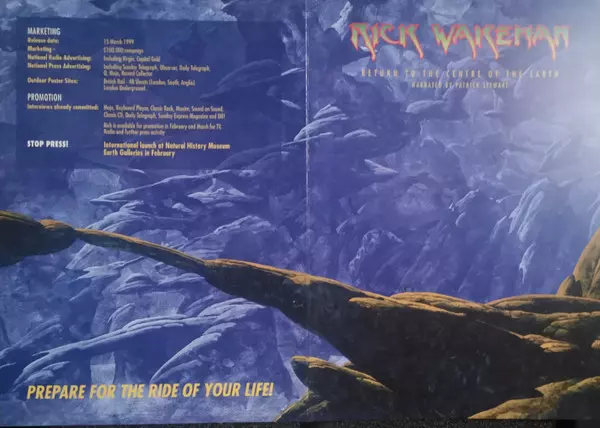 MARKETING
Release date: 15 March 1999
Marketing - £250,000 campaign
National Radio Advertising: Including Virgin, Capital Gold
National Press Advertising: Including Sunday Telegraph, Observer, Daily Telegraph,
Q, Mojo, Record Collector
Outdoor Poster Sites: British Rail - 48 Sheets (London, South, Anglia)
London Underground
PROMOTION
Interviews already committed: Mojo, Keyboard Player, Classic Rock, Master, Sound on Sound,
Classic CD, Daily Telegraph, Sunday Express Magazine and
Rick is available for promotion in February and March for TV,
Radio and further press activity
STOP PRESS! International launch at Natural History Museum
Earth Galleries in February
RICK WAKEMAN
RETURN TO THE CENTRE OF THE EARTH
NARRATED BY PATRICK STEWART
PREPARE FOR THE RIDE OF YOUR LIFE!